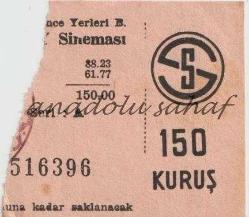 nce Yerleri B.
Sineması
88.23
61.77
150.00
Seri . A
anadolu sahaf
S
516396
150
KURUŞ
una kadar saklanacak